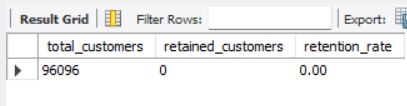 Result Grid Filter Rows: Export:
total_customers retained_customers retention_rate
96096 0 0.00